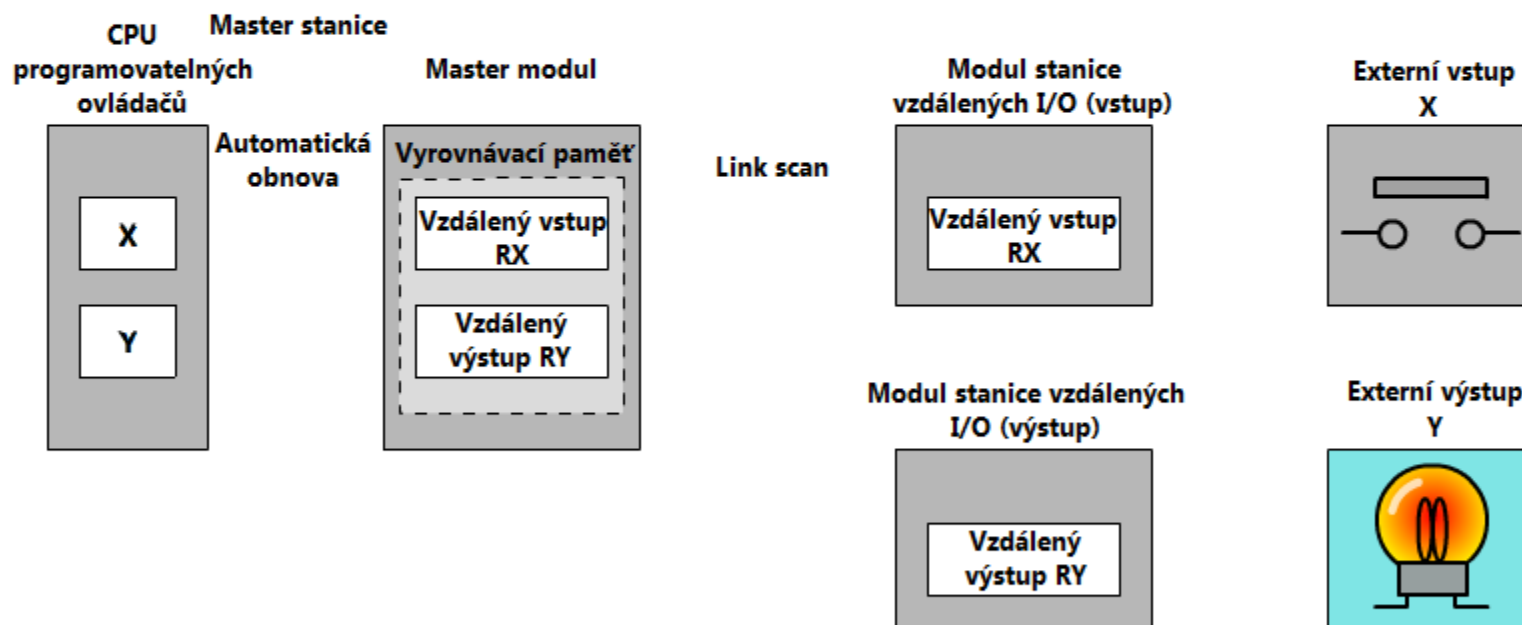 CPU
programovatelných
ovládačů
Master stanice
Master modul
Modul stanice
vzdálených I/O (vstup)
Externí vstup
X
Automatická
obnova
Vyrovnávací paměť
Link scan
X
Vzdálený vstup
RX
Vzdálený vstup
RX
Y
Vzdálený
výstup RY
Modul stanice vzdálených
I/O (výstup)
Externí výstup
Y
Vzdálený
výstup RY